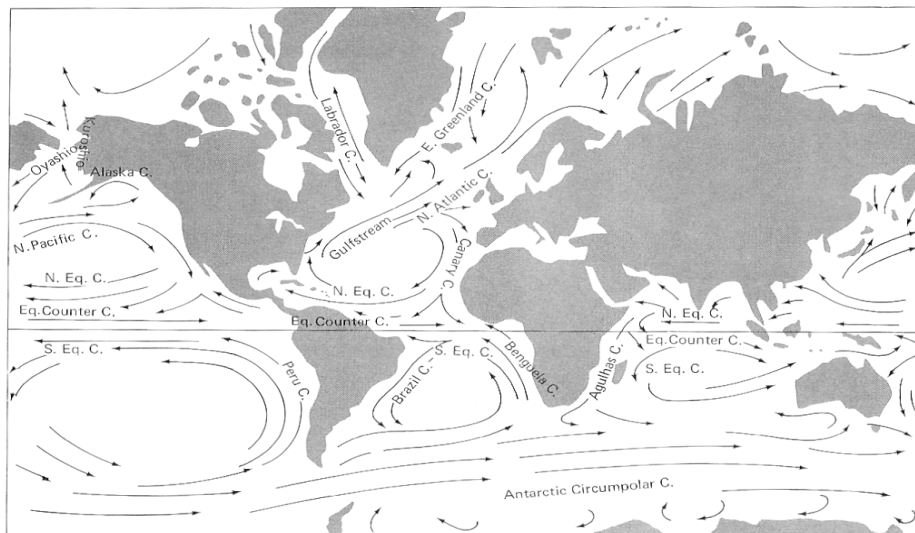 Labrador C.
E. Greenland C.
Oyashio
Kuroshio
Alaska C.
N. Atlantic C.
Gulfstream
N.Pacific C.
Canary C.
N. Eq. C.
N. Eq. C.
N. Eq. C.
Eq.Counter C.
Eq.Counter C.
Eq.Counter C.
S. Eq. C.
S. Eq. C.
S. Eq. C.
Peru C.
Brazil C.
Benguela C.
Agulhas C.
Antarctic Circumpolar C.